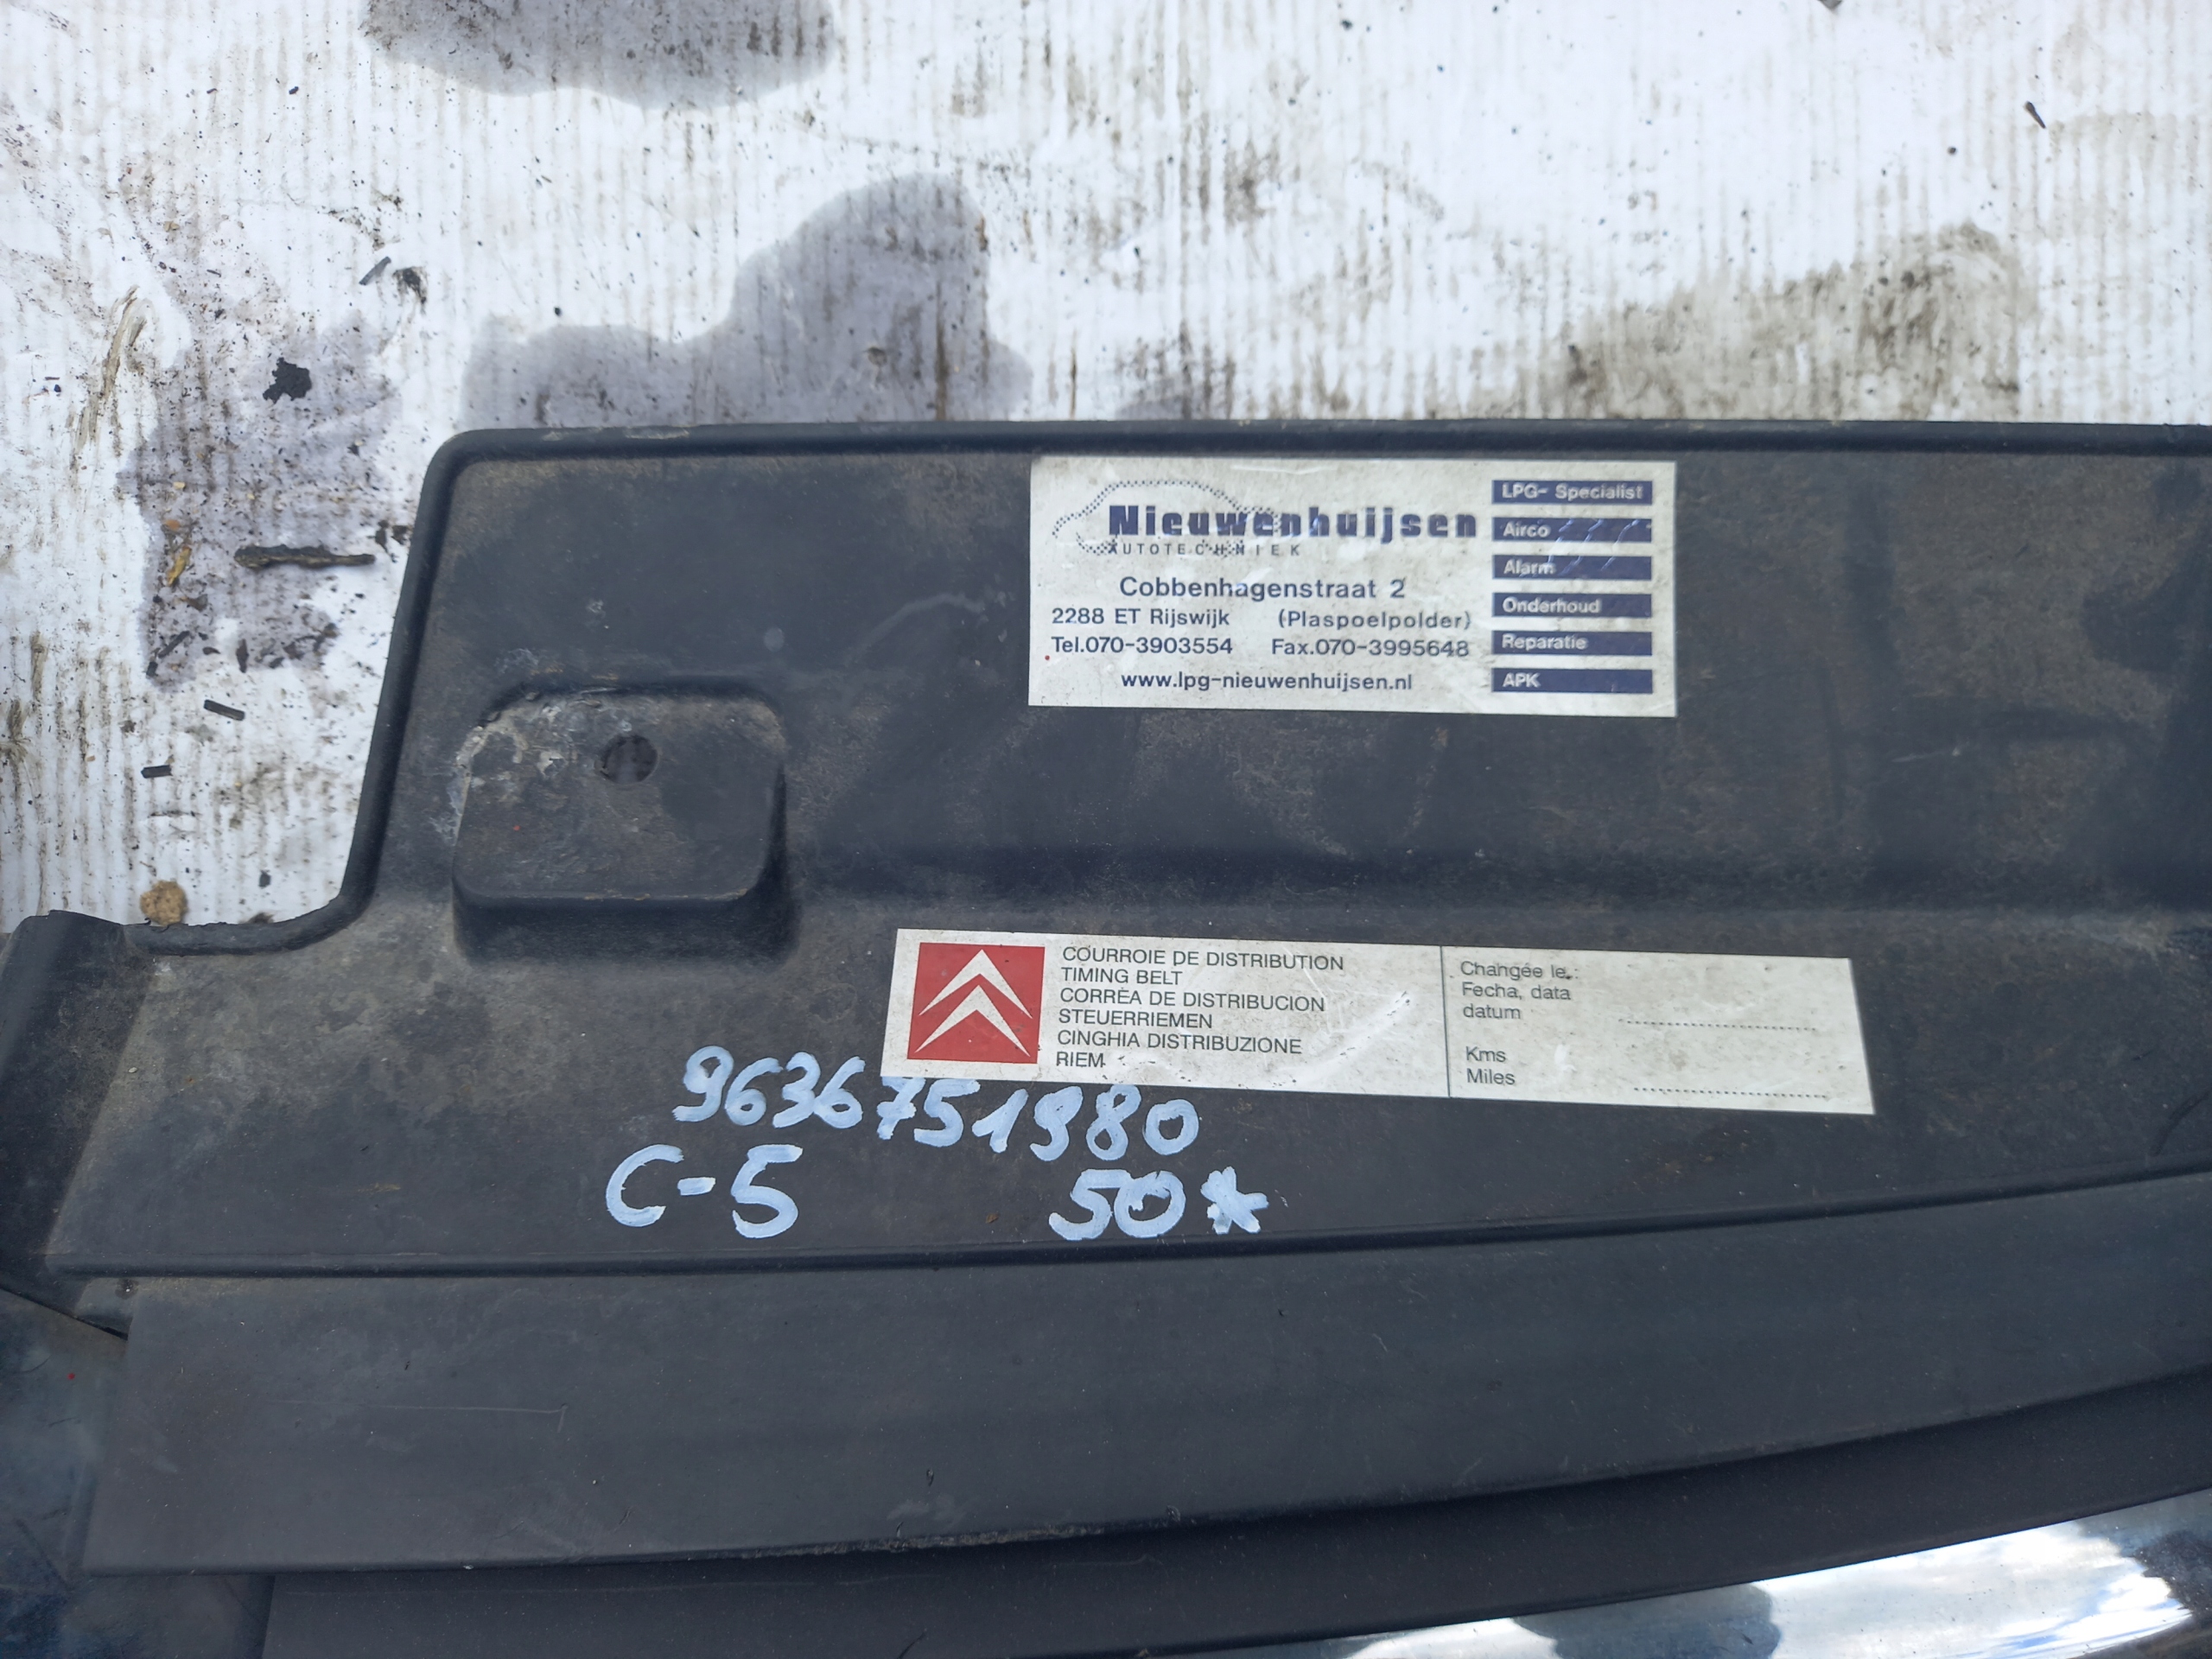 Nieuwenhuijsen
AUTOTECHNIEK
Cobbenhagenstraat 2
2288 ET Rijswijk (Plaspoelpolder)
Tel.070-3903554 Fax.070-3995648
www.lpg-nieuwenhuijsen.nl
LPG- Specialist
Airco
Alarm
Onderhoud
Reparatie
APK
COURROIE DE DISTRIBUTION
TIMING BELT
CORREA DE DISTRIBUCION
STEUERRIEMEN
CINGHIA DISTRIBUZIONE
RIEM
Changée le.:
Fecha, data
datum
Kms
Miles
9636751980
C-5 50*